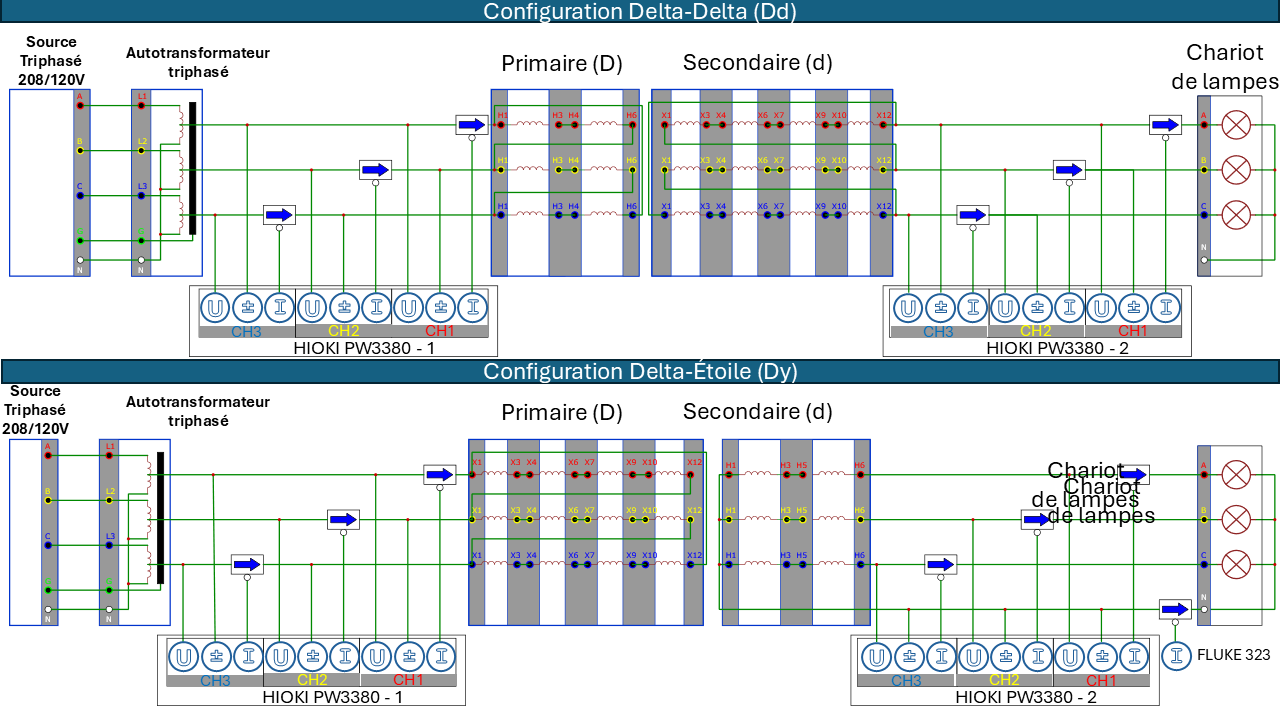 Configuration Delta-Delta (Dd)
Source
Triphasé
208/120V
Autotransformateur
triphasé
Primaire (D)
Secondaire (d)
Chariot
de lampes
A L1 H1 H3 H4 H6 X1 X3 X4 X6 X7 X9 X10 X12 A
B L2 H1 H3 H4 H6 X1 X3 X4 X6 X7 X9 X10 X12 B
C L3 H1 H3 H4 H6 X1 X3 X4 X6 X7 X9 X10 X12 C
N N N
U ± I U ± I U ± I
CH3 CH2 CH1
HIOKI PW3380 - 1
U ± I U ± I U ± I
CH3 CH2 CH1
HIOKI PW3380 - 2
Configuration Delta-Étoile (Dy)
Source
Triphasé
208/120V
Autotransformateur
triphasé
Primaire (D)
Secondaire (d)
Chariot
de lampes
Chariot
de lampes
A L1 X1 X3 X4 X6 X7 X9 X10 X12 H1 H3 H5 H6 A
B L2 X1 X3 X4 X6 X7 X9 X10 X12 H1 H3 H5 H6 B
C L3 X1 X3 X4 X6 X7 X9 X10 X12 H1 H3 H5 H6 C
N N N
U ± I U ± I U ± I
CH3 CH2 CH1
HIOKI PW3380 - 1
U ± I U ± I U ± I
CH3 CH2 CH1
HIOKI PW3380 - 2
I FLUKE 323